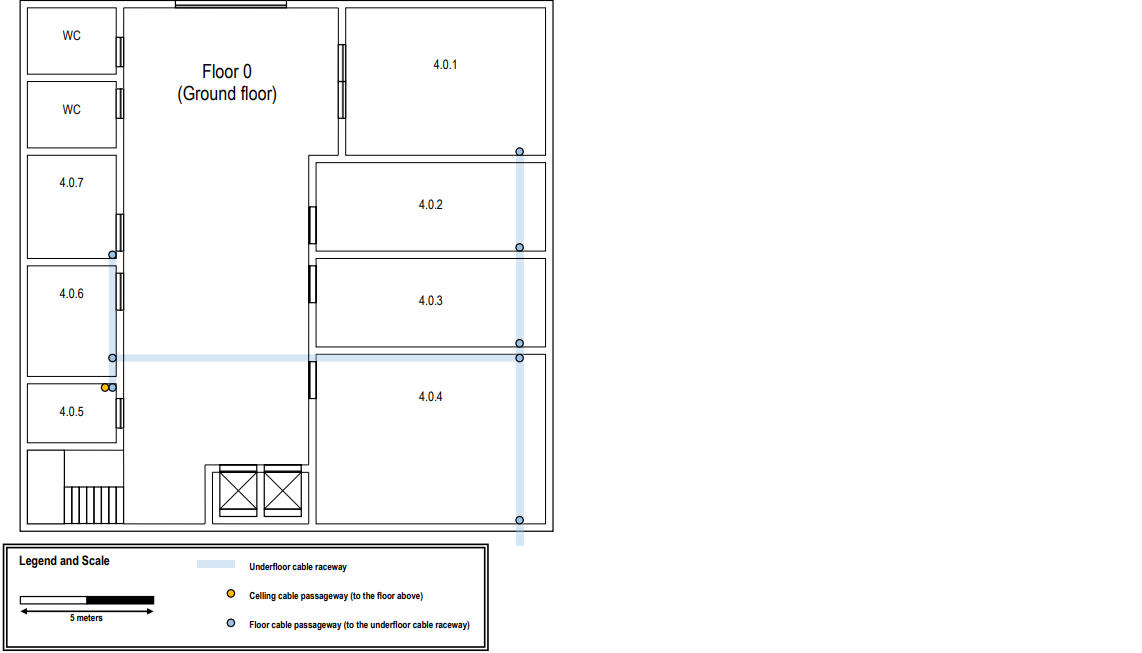 WC
Floor 0
(Ground floor)
4.0.1
WC
4.0.7
4.0.2
4.0.6
4.0.3
4.0.5
4.0.4
Legend and Scale
Underfloor cable raceway
Celling cable passageway (to the floor above)
5 meters
Floor cable passageway (to the underfloor cable raceway)